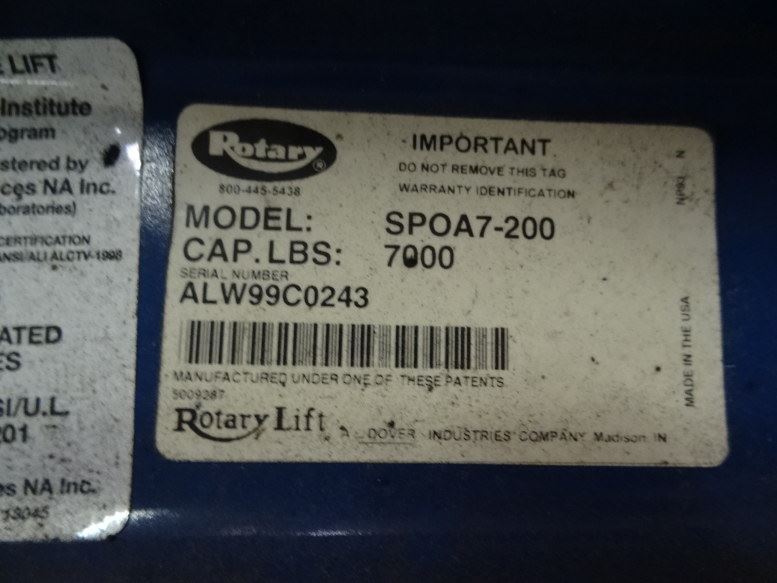 E LIFT
Institute
ogram
stered by
ces NA Inc.
boratories)
CERTIFICATION
ANSI/ALI ALCTV-1998
ATED
ES
SI/U.L.
201
es NA Inc.
13045
Rotary®
800-445-5438
IMPORTANT
DO NOT REMOVE THIS TAG
WARRANTY IDENTIFICATION
MODEL: SPOA7-200
CAP. LBS: 7000
SERIAL NUMBER
ALW99C0243
MANUFACTURED UNDER ONE OF THESE PATENTS
5009287
Rotary Lift A DOVER INDUSTRIES COMPANY Madison, IN
MADE IN THE USA
N